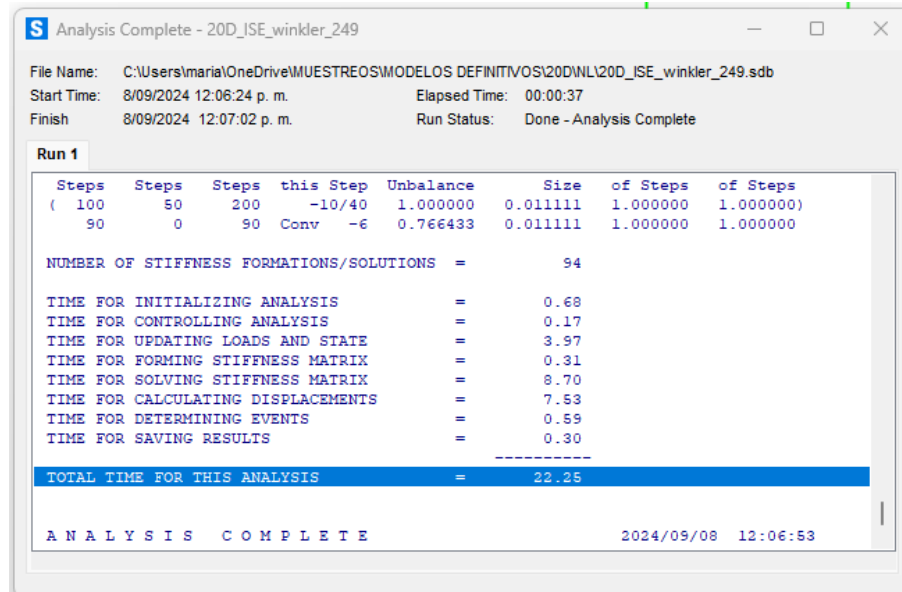 S Analysis Complete - 20D_ISE_winkler_249
File Name: C:\Users\maria\OneDrive\MUESTREOS\MODELOS DEFINITIVOS\20D\NL\20D_ISE_winkler_249.sdb
Start Time: 8/09/2024 12:06:24 p. m. Elapsed Time: 00:00:37
Finish 8/09/2024 12:07:02 p. m. Run Status: Done - Analysis Complete
Run 1
Steps Steps Steps this Step Unbalance Size of Steps of Steps
( 100 50 200 -10/40 1.000000 0.011111 1.000000 1.000000)
90 0 90 Conv -6 0.766433 0.011111 1.000000 1.000000
NUMBER OF STIFFNESS FORMATIONS/SOLUTIONS = 94
TIME FOR INITIALIZING ANALYSIS = 0.68
TIME FOR CONTROLLING ANALYSIS = 0.17
TIME FOR UPDATING LOADS AND STATE = 3.97
TIME FOR FORMING STIFFNESS MATRIX = 0.31
TIME FOR SOLVING STIFFNESS MATRIX = 8.70
TIME FOR CALCULATING DISPLACEMENTS = 7.53
TIME FOR DETERMINING EVENTS = 0.59
TIME FOR SAVING RESULTS = 0.30
----------
TOTAL TIME FOR THIS ANALYSIS = 22.25
A N A L Y S I S   C O M P L E T E 2024/09/08 12:06:53